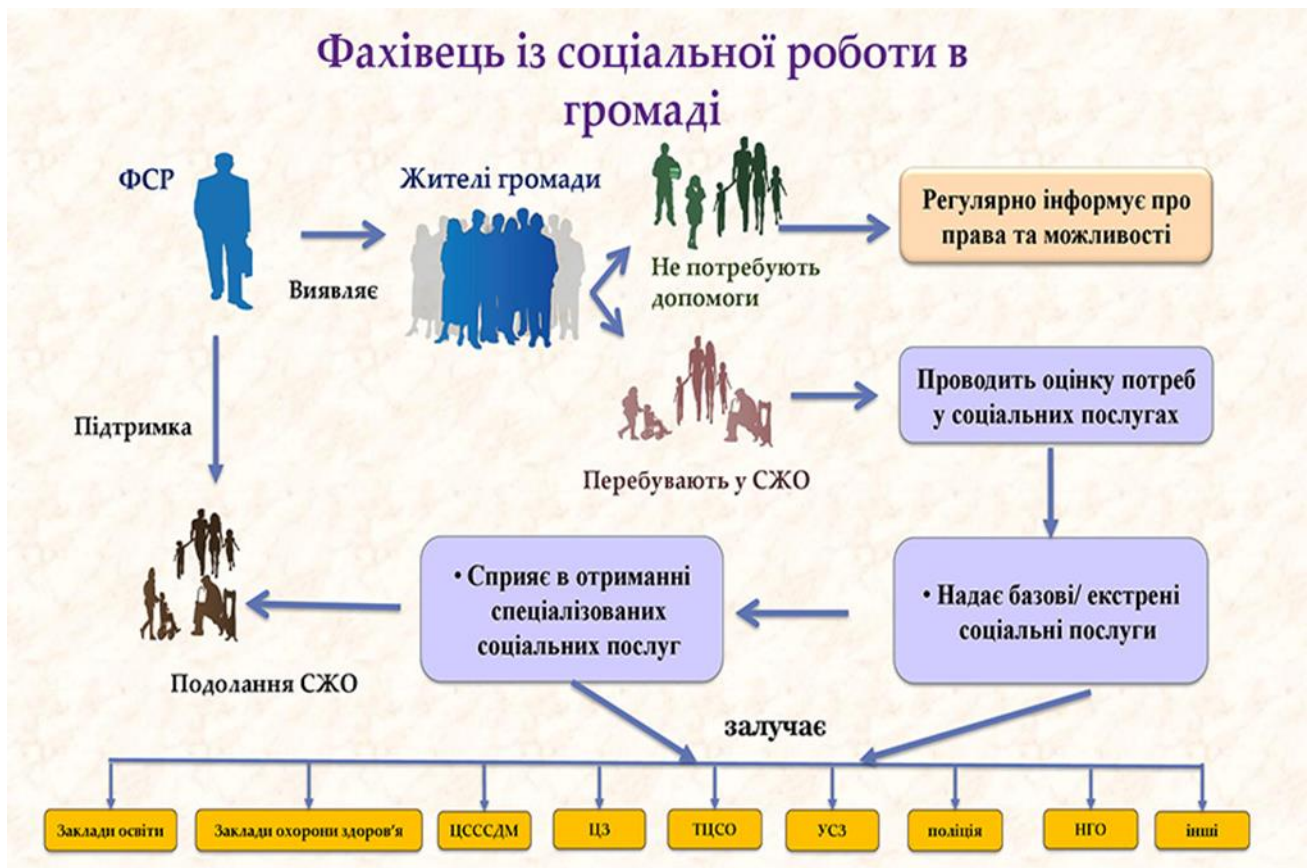 Фахівець із соціальної роботи в
громаді
ФСР
Жителі громади
Виявляє
Не потребують
допомоги
Регулярно інформує про
права та можливості
Підтримка
Перебувають у СЖО
Проводить оцінку потреб
у соціальних послугах
Подолання СЖО
• Сприяє в отриманні
спеціалізованих
соціальних послуг
• Надає базові/ екстрені
соціальні послуги
залучає
Заклади освіти
Заклади охорони здоров'я
ЦСССДМ
ЦЗ
ТЦСО
УСЗ
поліція
НГО
інші